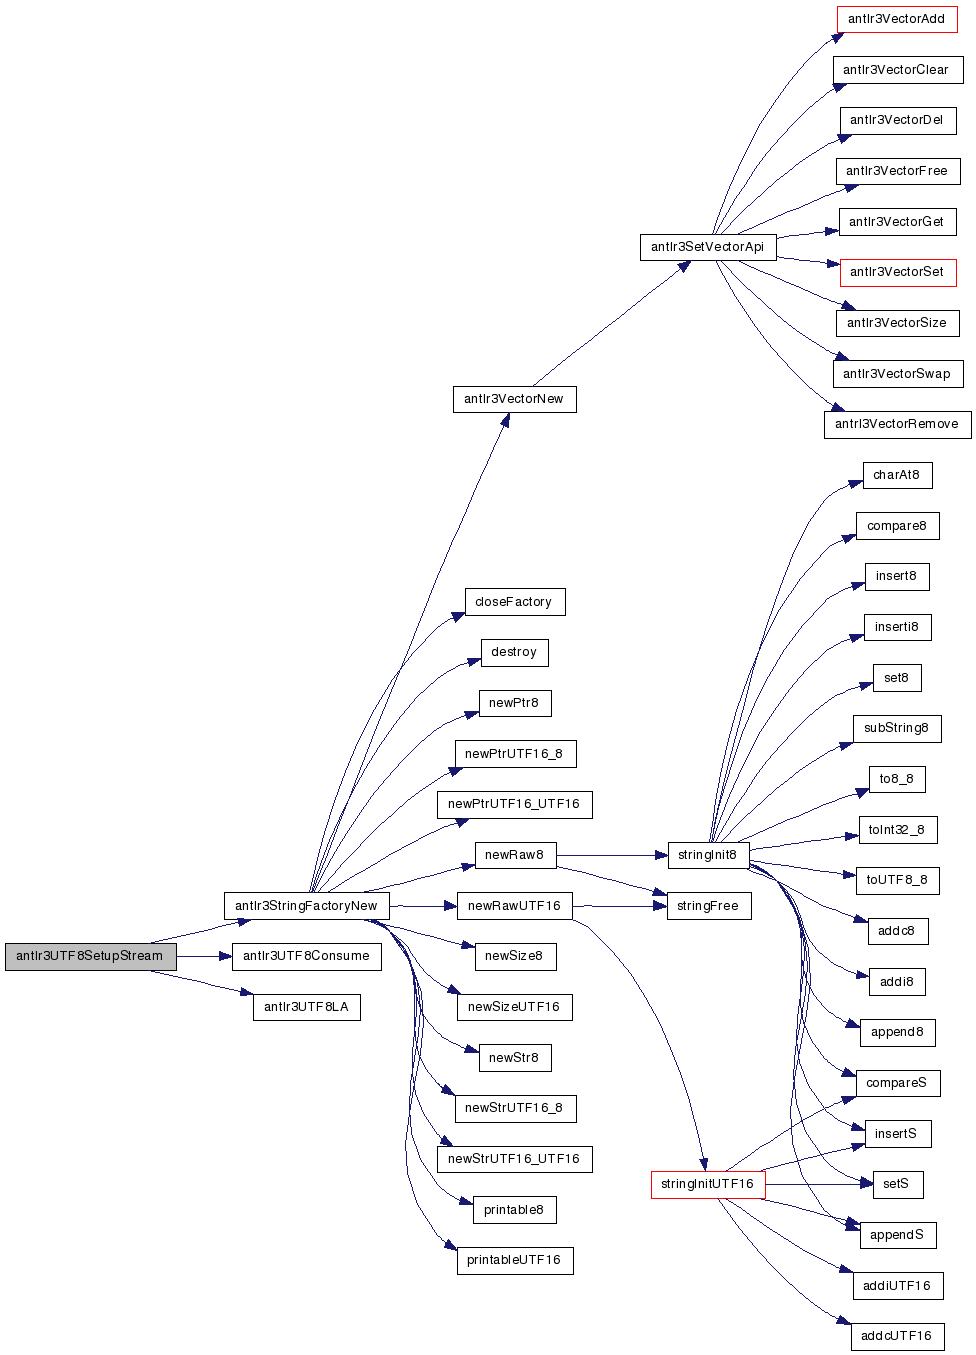 antlr3VectorAdd
antlr3VectorClear
antlr3VectorDel
antlr3VectorFree
antlr3VectorGet
antlr3SetVectorApi
antlr3VectorSet
antlr3VectorSize
antlr3VectorSwap
antlr3VectorNew
antrl3VectorRemove
charAt8
compare8
insert8
closeFactory
inserti8
destroy
set8
newPtr8
subString8
newPtrUTF16_8
to8_8
newPtrUTF16_UTF16
toInt32_8
newRaw8
stringInit8
toUTF8_8
antlr3StringFactoryNew
newRawUTF16
stringFree
addc8
antlr3UTF8SetupStream
antlr3UTF8Consume
newSize8
addi8
antlr3UTF8LA
newSizeUTF16
append8
newStr8
compareS
newStrUTF16_8
insertS
newStrUTF16_UTF16
stringInitUTF16
setS
printable8
appendS
printableUTF16
addiUTF16
addcUTF16